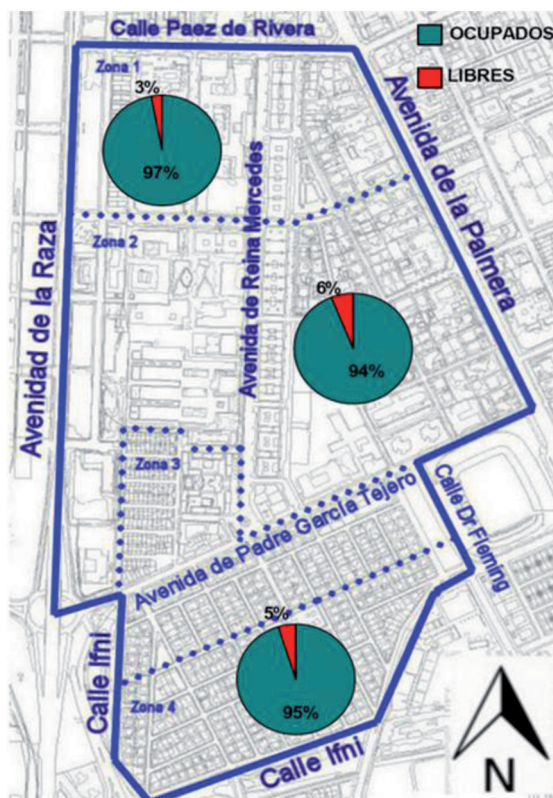 Calle Paez de Rivera
OCUPADOS
LIBRES
Zona 1
3%
97%
Avenida de la Palmera
Avenida de Reina Mercedes
Zona 2
Avenidad de la Raza
6%
94%
Zona 3
Avenida de Padre García Tejero
Calle Dr Fleming
5%
95%
Calle Ifni
Zona 4
Calle Ifni
N